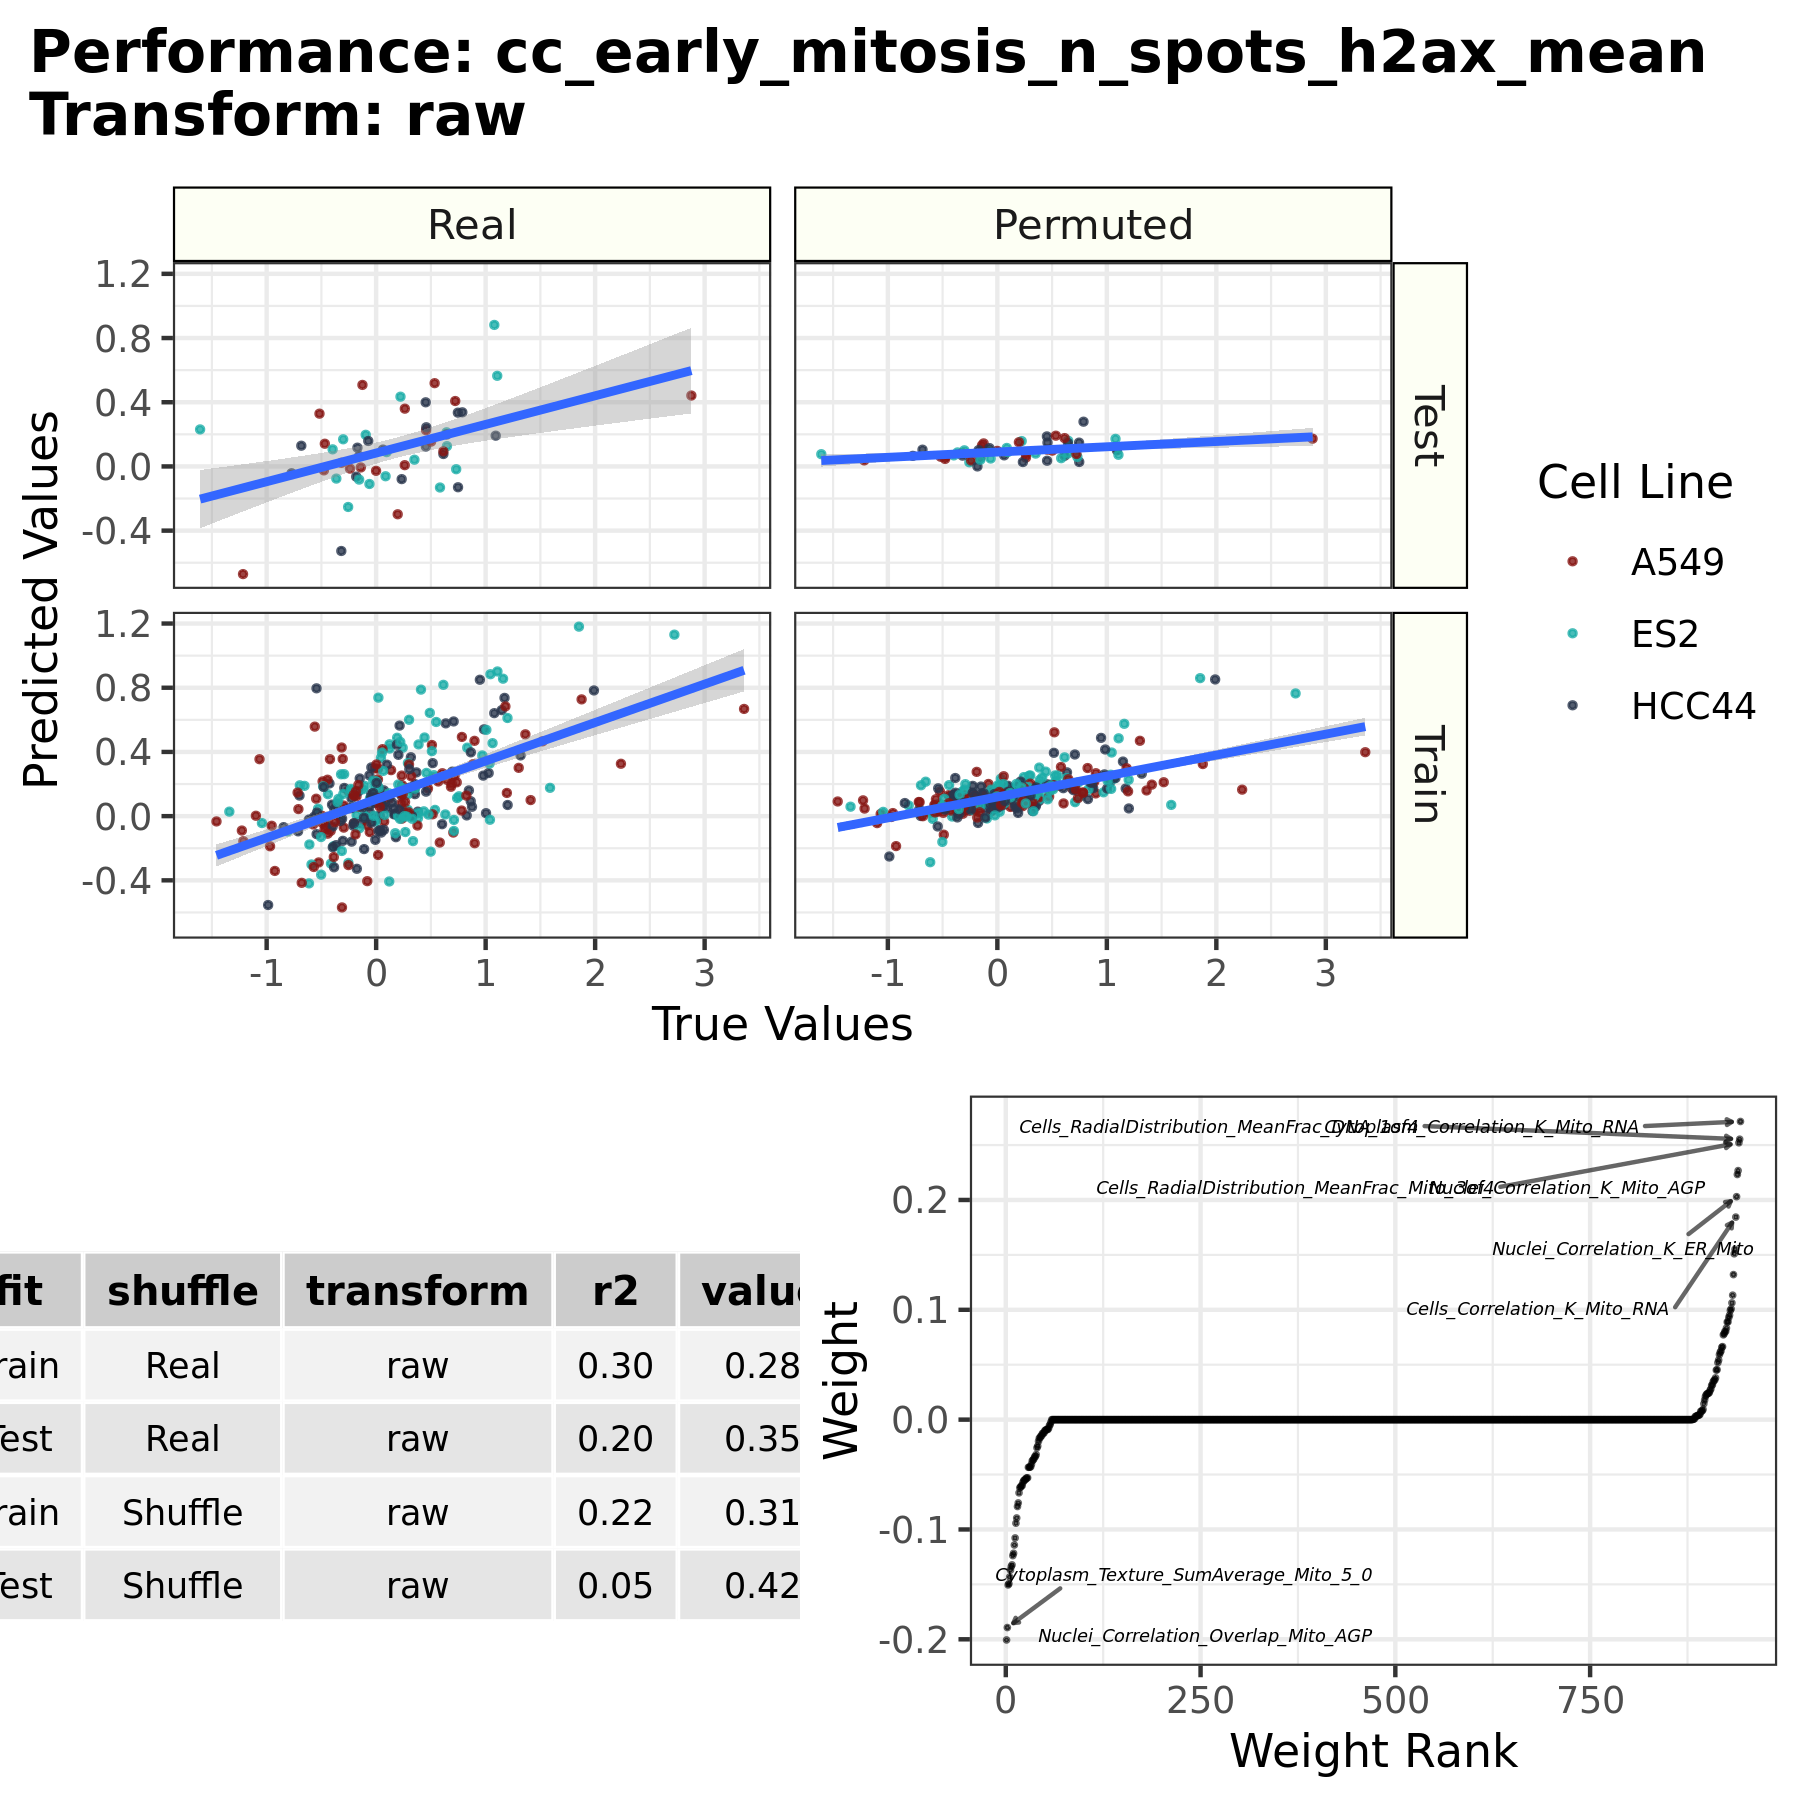 Performance: cc_early_mitosis_n_spots_h2ax_mean
Transform: raw
Real
Permuted
1.2
0.8
0.4
0.0
-0.4
Test
1.2
0.8
0.4
0.0
-0.4
Train
Predicted Values
-1 0 1 2 3
-1 0 1 2 3
True Values
Cell Line
A549
ES2
HCC44
fit shuffle transform r2 value
rain Real raw 0.30 0.28
Test Real raw 0.20 0.35
rain Shuffle raw 0.22 0.31
Test Shuffle raw 0.05 0.42
Weight
0.2
0.1
0.0
-0.1
-0.2
Cells_RadialDistribution_MeanFrac_DNA_1of4
Cytoplasm_Correlation_K_Mito_RNA
Cells_RadialDistribution_MeanFrac_Mito_3of4
Nuclei_Correlation_K_Mito_AGP
Nuclei_Correlation_K_ER_Mito
Cells_Correlation_K_Mito_RNA
Cytoplasm_Texture_SumAverage_Mito_5_0
Nuclei_Correlation_Overlap_Mito_AGP
0 250 500 750
Weight Rank